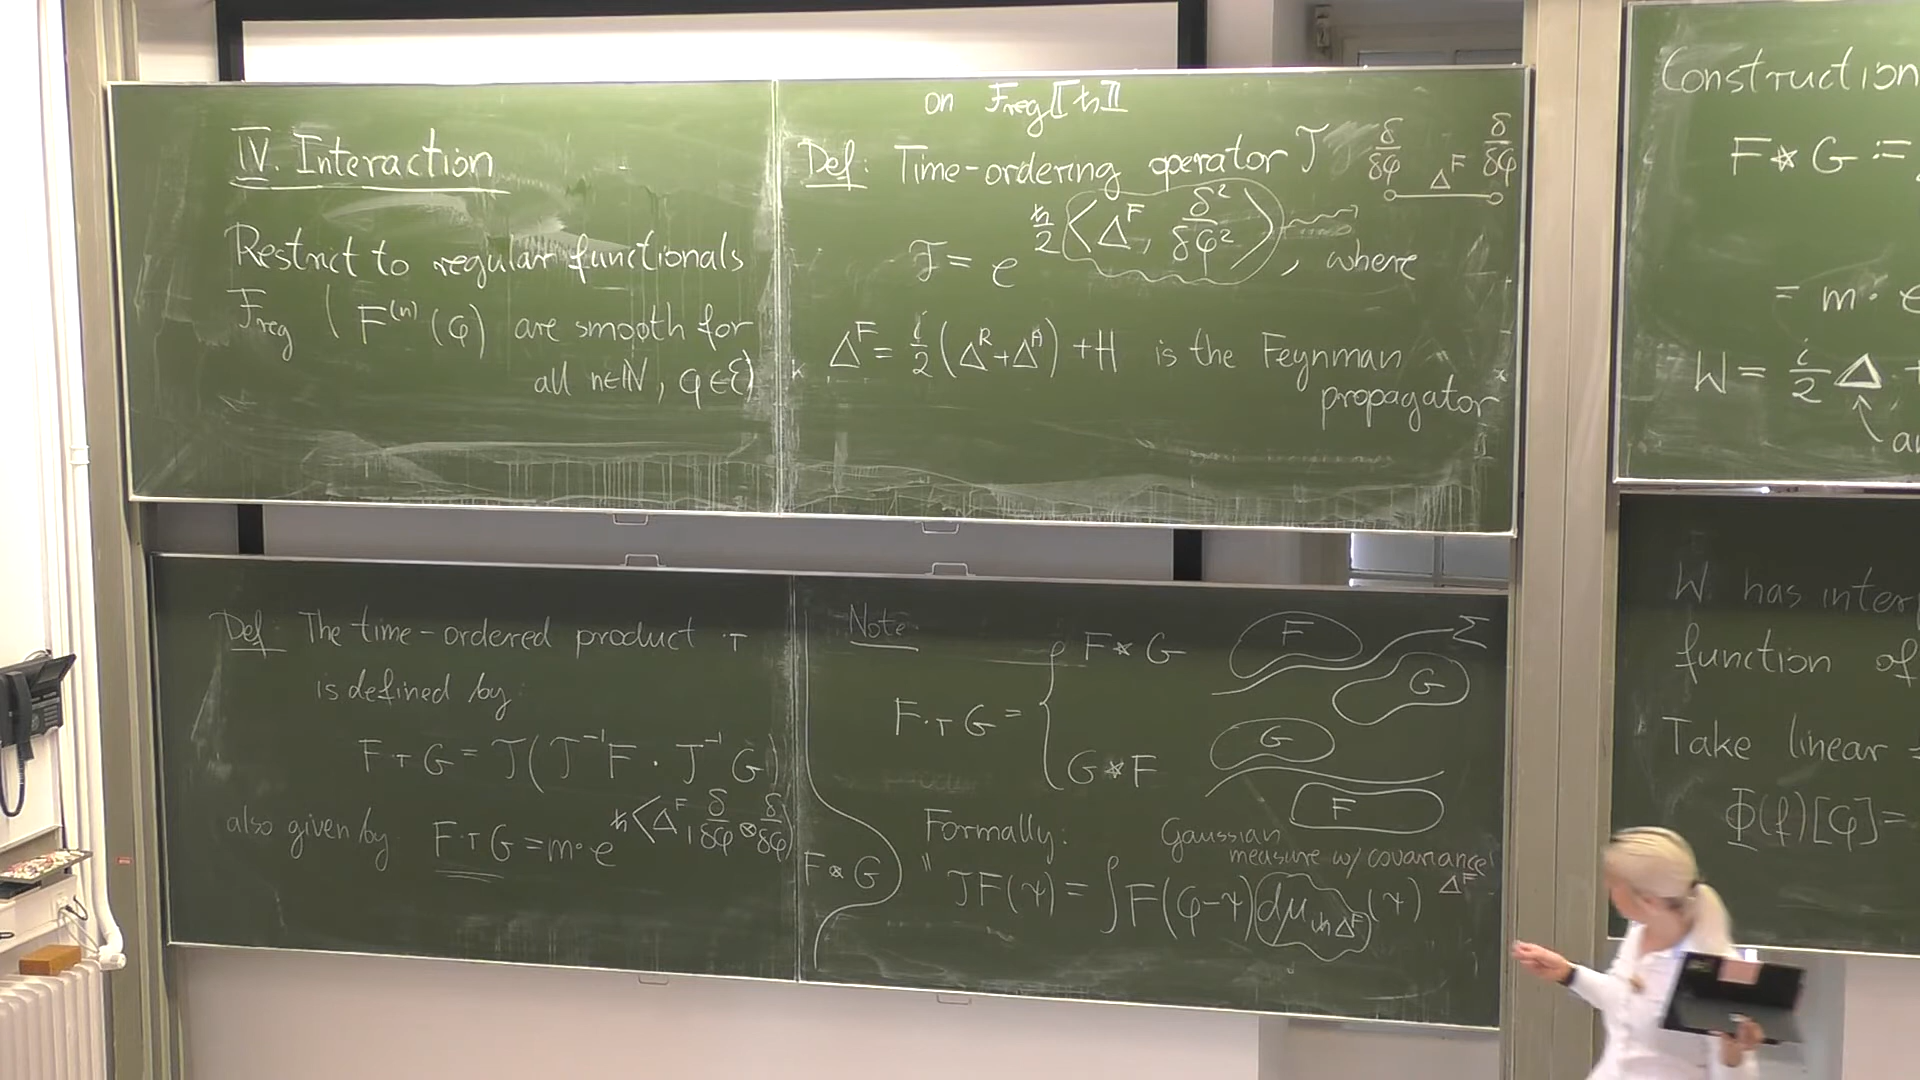 IV. Interaction
Restrict to regular functionals
F_reg ( F^(n) (φ) are smooth for
all n∈ℕ, φ∈ℰ)
on F_reg[[ħ]]
Def: Time-ordering operator T
δ/δφ Δ^F δ/δφ
T = e^{ħ/2 ⟨Δ^F, δ²/δφ²⟩}, where
Δ^F = i/2 (Δ^R + Δ^A) + H is the Feynman
propagator
Def: The time-ordered product ·_T
is defined by:
F ·_T G = T(T^{-1}F · T^{-1}G)
also given by F ·_T G = m ∘ e^{ħ⟨Δ^F, δ/δφ ⊗ δ/δφ⟩}
F ⋆ G
Note
F ·_T G = { F ⋆ G
G ⋆ F
F Σ
G
G
F
Formally:
Gaussian
measure w/ covariance
Δ^F
" TF(φ) = ∫ F(φ-ψ) dμ_{iħΔ^F} (ψ)
Construction
F ⋆ G :=
= m ∘ e
W = i/2 Δ +
W has
function of
Take linear
Φ(f)[φ] =